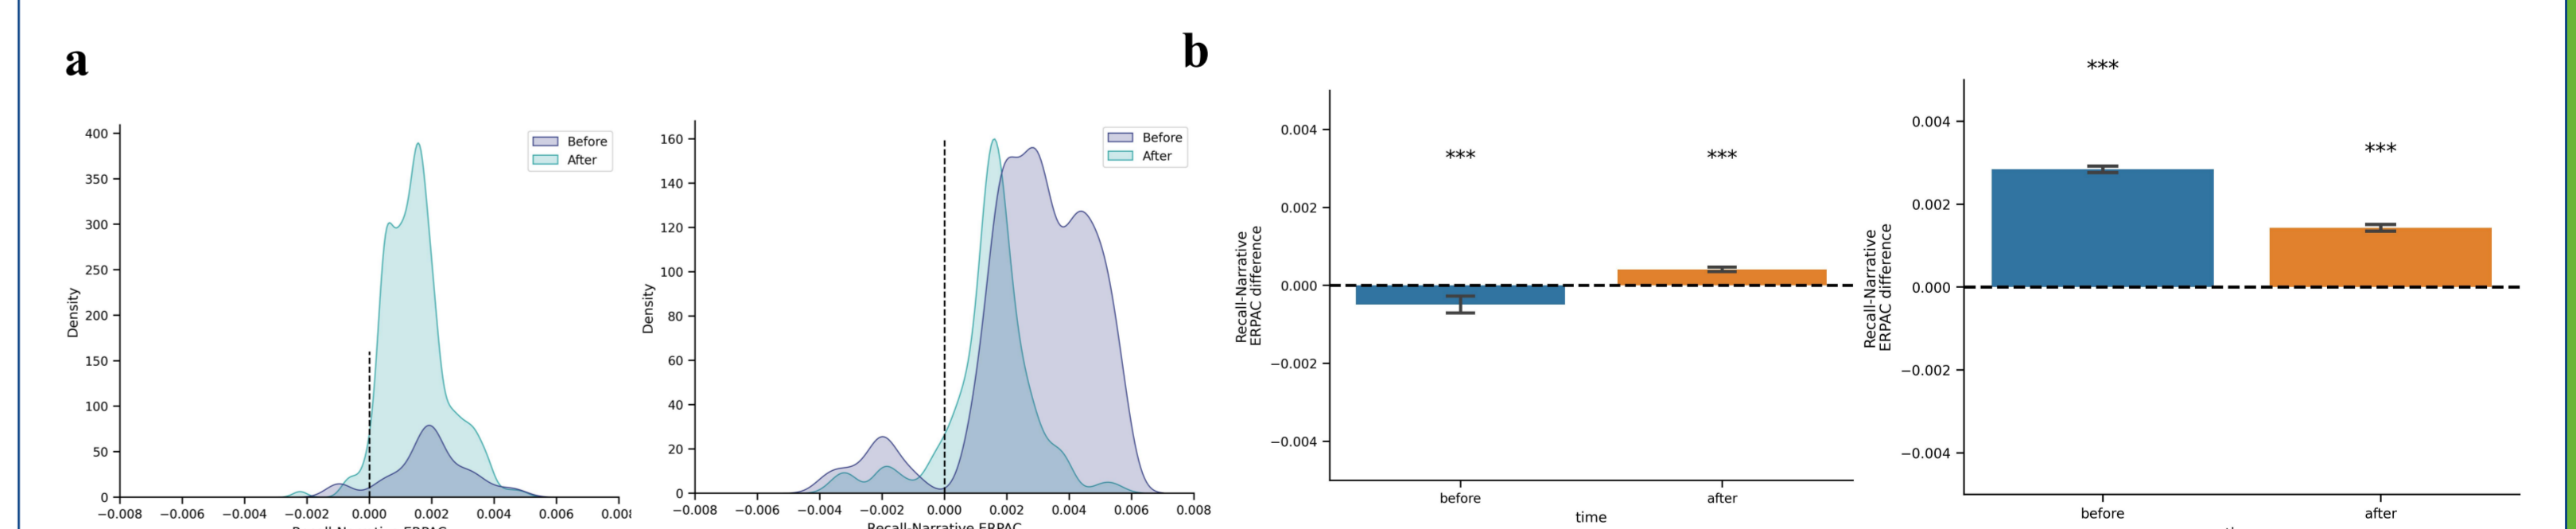 a
400
350
300
250
200
150
100
50
0
Density
−0.008 −0.006 −0.004 −0.002 0.000 0.002 0.004 0.006
Before
After
160
140
120
100
80
60
40
20
0
Density
−0.008 −0.006 −0.004 −0.002 0.000 0.002 0.004 0.006 0.008
Recall-Narrative ERPAC
Before
After
b
0.004
0.002
0.000
−0.002
−0.004
Recall-Narrative
ERPAC difference
*** ***
before after
time
0.004
0.002
0.000
−0.002
−0.004
Recall-Narrative
ERPAC difference
***
***
before after